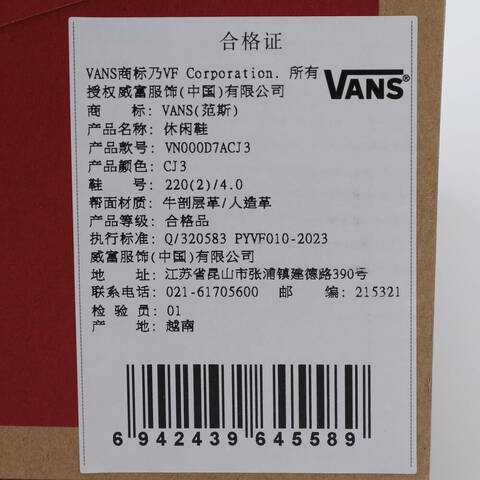 合格证
VANS商标乃VF Corporation. 所有
授权威富服饰(中国)有限公司
VANS®
商 标: VANS(范斯)
产品名称: 休闲鞋
产品款号: VN000D7ACJ3
产品颜色: CJ3
鞋 号: 220(2)/4.0
帮面材质: 牛剖层革/人造革
产品等级: 合格品
执行标准: Q/320583 PYVF010-2023
威富服饰(中国)有限公司
地 址: 江苏省昆山市张浦镇建德路390号
联系电话: 021-61705600 邮 编: 215321
检 验 员: 01
产 地: 越南
6 942439 645589